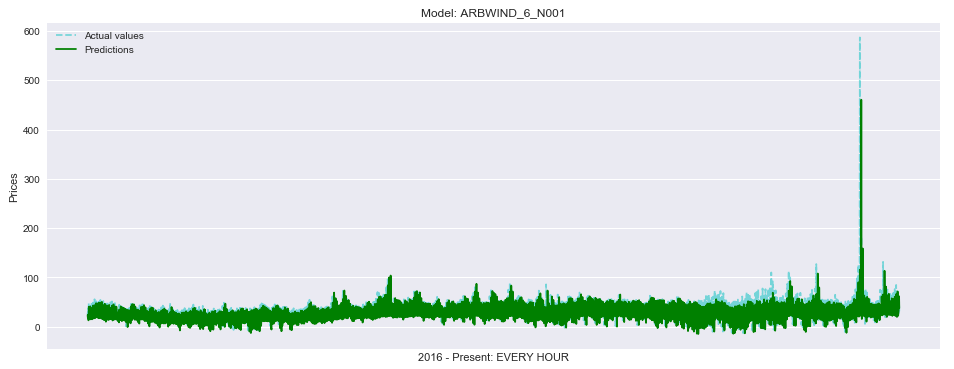 Model: ARBWIND_6_N001
Actual values
Predictions
600
500
400
300
200
100
0
Prices
2016 - Present: EVERY HOUR